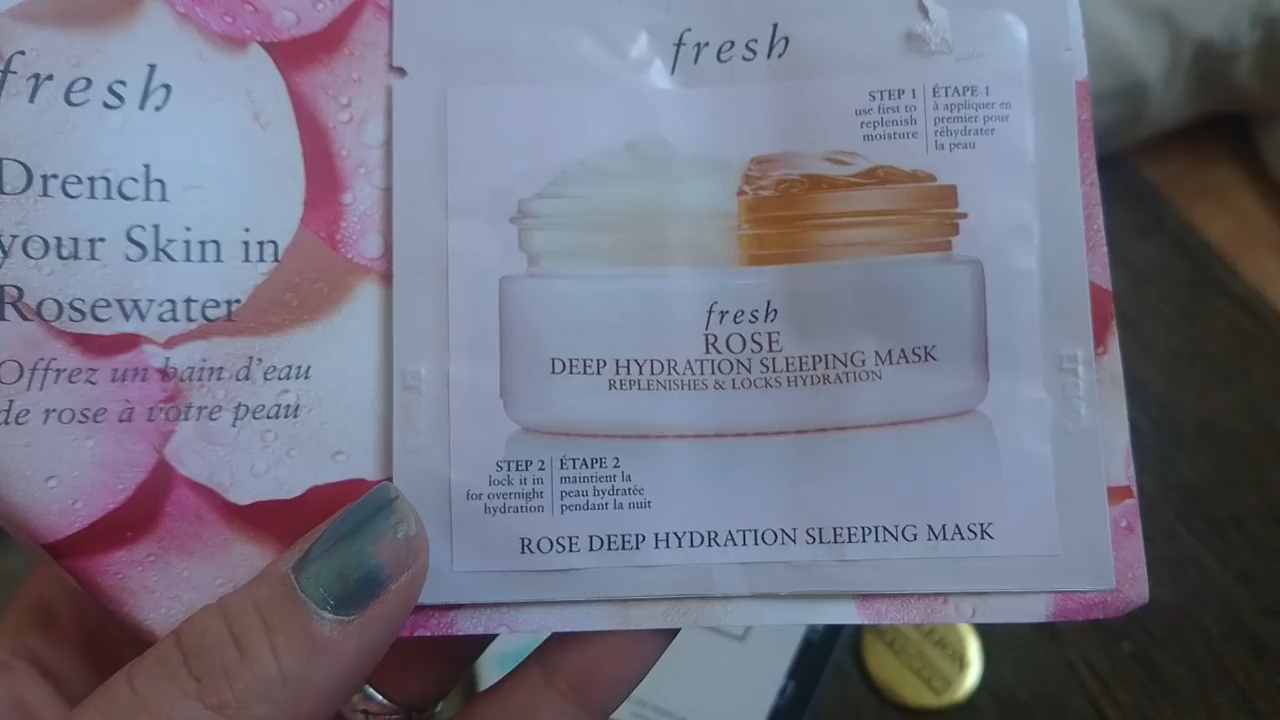 fresh
Drench
your Skin in
Rosewater
Offrez un bain d'eau
de rose à votre peau
fresh
STEP 1
use first to
replenish
moisture
ÉTAPE 1
à appliquer en
premier pour
réhydrater
la peau
fresh
ROSE
DEEP HYDRATION SLEEPING MASK
REPLENISHES & LOCKS HYDRATION
STEP 2
lock it in
for overnight
hydration
ÉTAPE 2
maintient la
peau hydratée
pendant la nuit
ROSE DEEP HYDRATION SLEEPING MASK